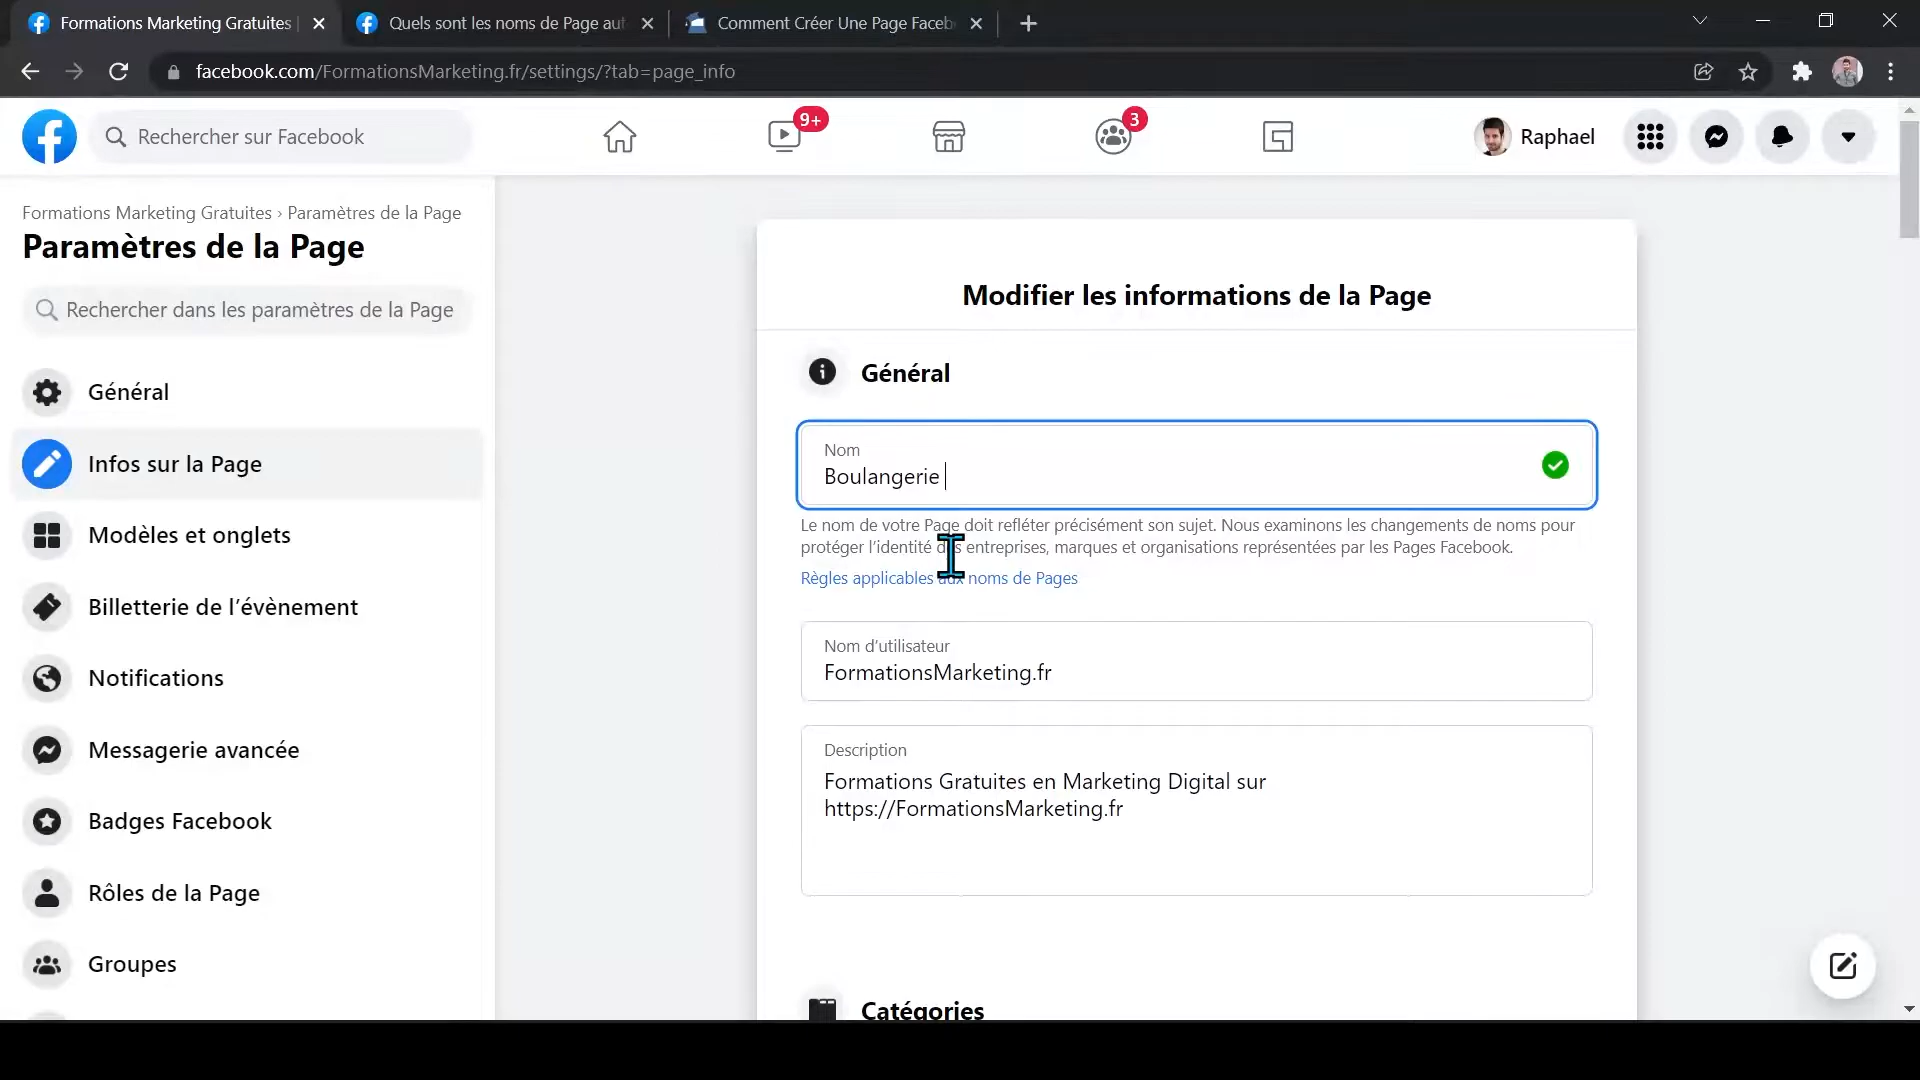 Formations Marketing Gratuites |
Quels sont les noms de Page aut
Comment Créer Une Page Faceb
facebook.com/FormationsMarketing.fr/settings/?tab=page_info
Rechercher sur Facebook
9+
3
Raphael
Formations Marketing Gratuites › Paramètres de la Page
Paramètres de la Page
Rechercher dans les paramètres de la Page
Général
Infos sur la Page
Modèles et onglets
Billetterie de l’évènement
Notifications
Messagerie avancée
Badges Facebook
Rôles de la Page
Groupes
Modifier les informations de la Page
Général
Nom
Boulangerie
Le nom de votre Page doit refléter précisément son sujet. Nous examinons les changements de noms pour
protéger l’identité des entreprises, marques et organisations représentées par les Pages Facebook.
Règles applicables aux noms de Pages
Nom d’utilisateur
FormationsMarketing.fr
Description
Formations Gratuites en Marketing Digital sur
https://FormationsMarketing.fr
Catégories